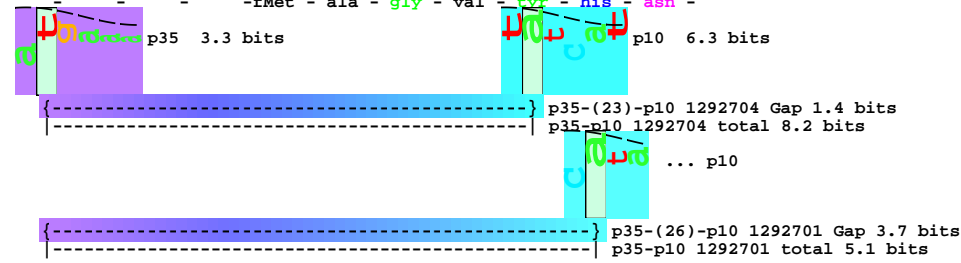 - - - -fMet - ala - gly - val - tyr - his - asn -
a t g g p35 3.3 bits
t a t c a t p10 6.3 bits
{-----------------------------------------------} p35-(23)-p10 1292704 Gap 1.4 bits
|-----------------------------------------------| p35-p10 1292704 total 8.2 bits
c a t a ... p10
{-----------------------------------------------------} p35-(26)-p10 1292701 Gap 3.7 bits
|-----------------------------------------------------| p35-p10 1292701 total 5.1 bits